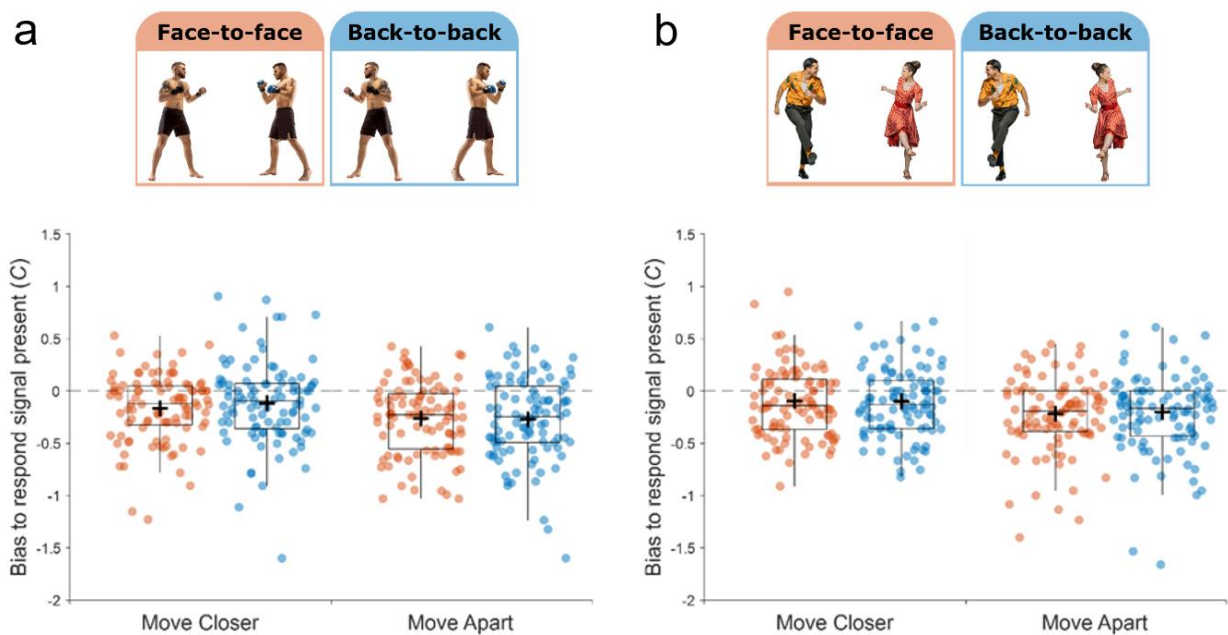 a
Face-to-face
Back-to-back
Bias to respond signal present (C)
1.5
1
0.5
0
-0.5
-1
-1.5
-2
Move Closer
Move Apart
b
Face-to-face
Back-to-back
Bias to respond signal present (C)
1.5
1
0.5
0
-0.5
-1
-1.5
-2
Move Closer
Move Apart